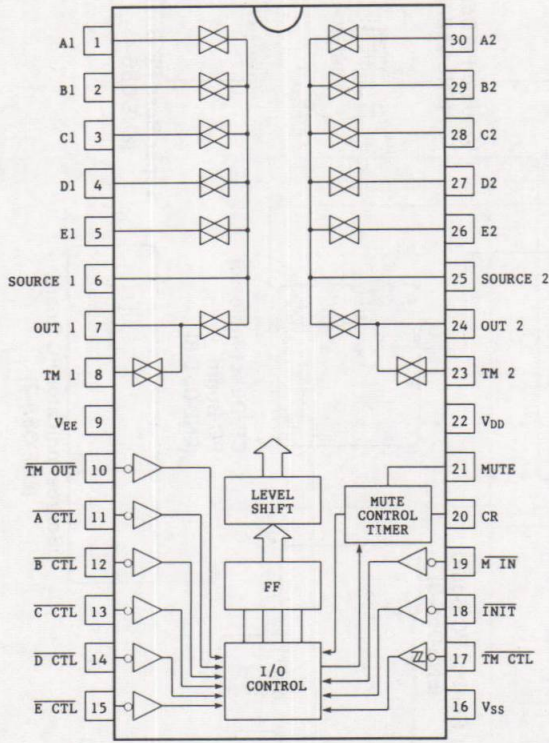 A1 1
B1 2
C1 3
D1 4
E1 5
SOURCE 1 6
OUT 1 7
TM 1 8
VEE 9
TM OUT 10
A CTL 11
B CTL 12
C CTL 13
D CTL 14
E CTL 15
30 A2
29 B2
28 C2
27 D2
26 E2
25 SOURCE 2
24 OUT 2
23 TM 2
22 VDD
21 MUTE
20 CR
19 M IN
18 INIT
17 TM CTL
16 VSS
LEVEL
SHIFT
FF
I/O
CONTROL
MUTE
CONTROL
TIMER